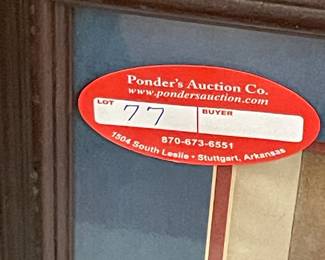 Ponder's Auction Co.
www.pondersauction.com
LOT 77 BUYER
870-673-6551
1504 South Leslie • Stuttgart, Arkansas